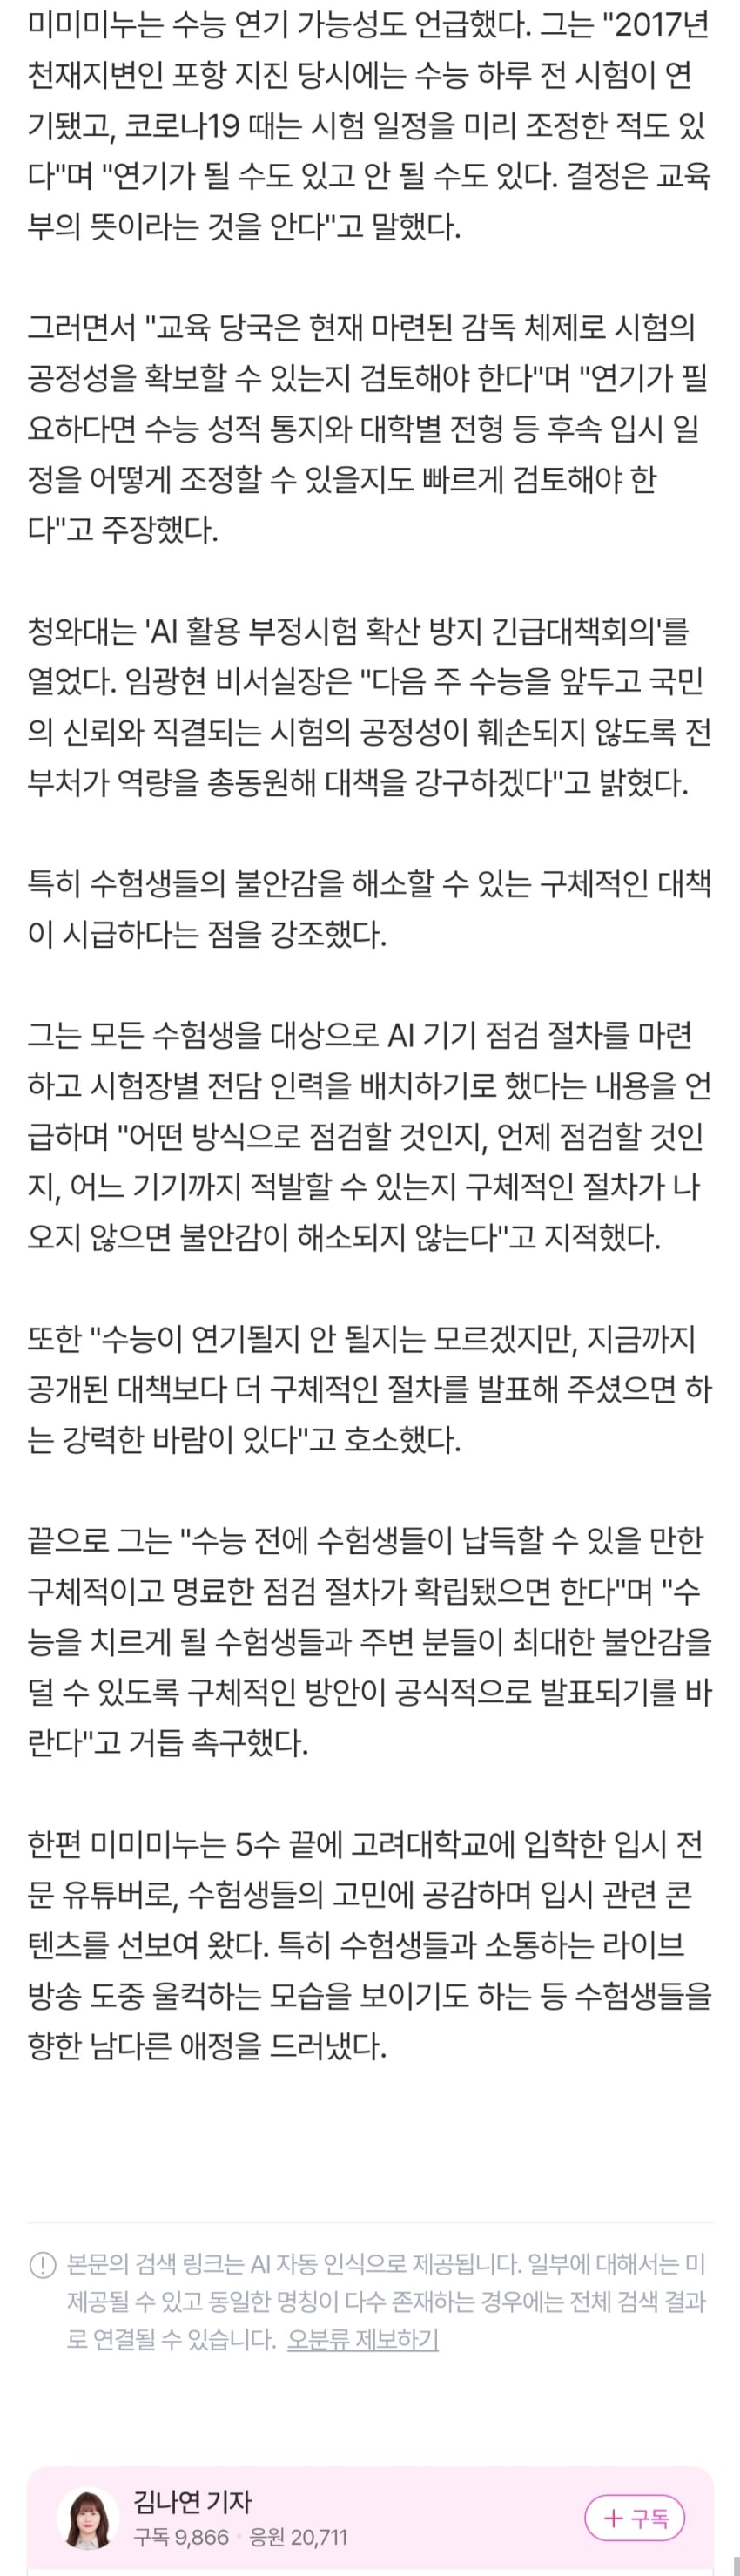 미미미누는 수능 연기 가능성도 언급했다. 그는 "2017년
천재지변인 포항 지진 당시에는 수능 하루 전 시험이 연
기됐고, 코로나19 때는 시험 일정을 미리 조정한 적도 있
다"며 "연기가 될 수도 있고 안 될 수도 있다. 결정은 교육
부의 뜻이라는 것을 안다"고 말했다.
그러면서 "교육 당국은 현재 마련된 감독 체제로 시험의
공정성을 확보할 수 있는지 검토해야 한다"며 "연기가 필
요하다면 수능 성적 통지와 대학별 전형 등 후속 입시 일
정을 어떻게 조정할 수 있을지도 빠르게 검토해야 한
다"고 주장했다.
청와대는 'AI 활용 부정시험 확산 방지 긴급대책회의'를
열었다. 임광현 비서실장은 "다음 주 수능을 앞두고 국민
의 신뢰와 직결되는 시험의 공정성이 훼손되지 않도록 전
부처가 역량을 총동원해 대책을 강구하겠다"고 밝혔다.
특히 수험생들의 불안감을 해소할 수 있는 구체적인 대책
이 시급하다는 점을 강조했다.
그는 모든 수험생을 대상으로 AI 기기 점검 절차를 마련
하고 시험장별 전담 인력을 배치하기로 했다는 내용을 언
급하며 "어떤 방식으로 점검할 것인지, 언제 점검할 것인
지, 어느 기기까지 적발할 수 있는지 구체적인 절차가 나
오지 않으면 불안감이 해소되지 않는다"고 지적했다.
또한 "수능이 연기될지 안 될지는 모르겠지만, 지금까지
공개된 대책보다 더 구체적인 절차를 발표해 주셨으면 하
는 강력한 바람이 있다"고 호소했다.
끝으로 그는 "수능 전에 수험생들이 납득할 수 있을 만한
구체적이고 명료한 점검 절차가 확립됐으면 한다"며 "수
능을 치르게 될 수험생들과 주변 분들이 최대한 불안감을
덜 수 있도록 구체적인 방안이 공식적으로 발표되기를 바
란다"고 거듭 촉구했다.
한편 미미미누는 5수 끝에 고려대학교에 입학한 입시 전
문 유튜버로, 수험생들의 고민에 공감하며 입시 관련 콘
텐츠를 선보여 왔다. 특히 수험생들과 소통하는 라이브
방송 도중 울컥하는 모습을 보이기도 하는 등 수험생들을
향한 남다른 애정을 드러냈다.
본문의 검색 링크는 AI 자동 인식으로 제공됩니다. 일부에 대해서는 미
제공될 수 있고 동일한 명칭이 다수 존재하는 경우에는 전체 검색 결과
로 연결될 수 있습니다. 오분류 제보하기
김나연 기자
구독 9,866 · 응원 20,711
+ 구독